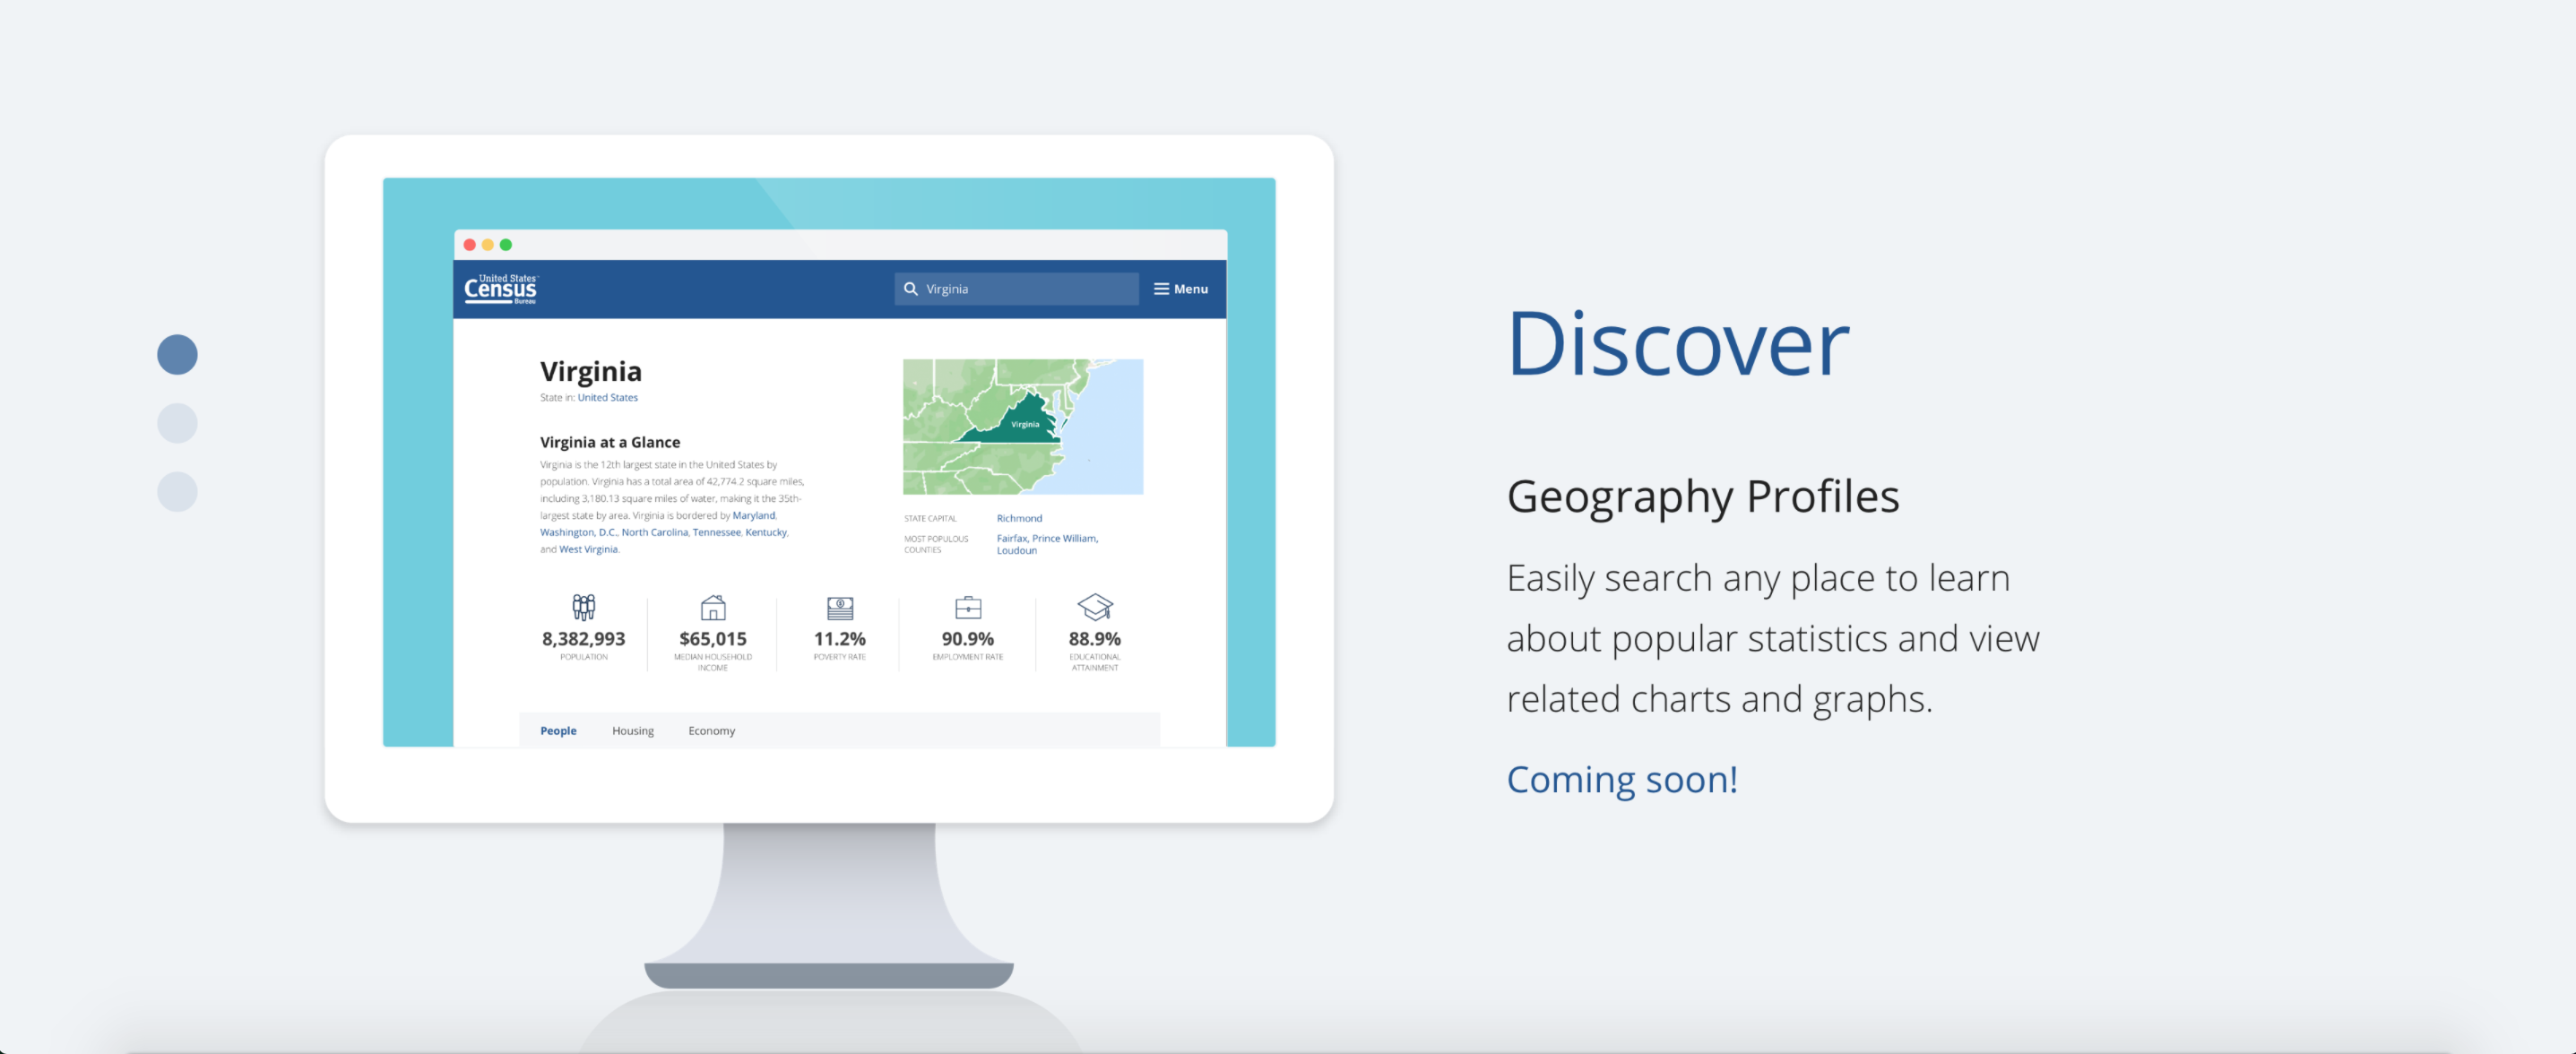 United States™
Census
Bureau
Virginia
Menu
Virginia
State in: United States
Virginia at a Glance
Virginia is the 12th largest state in the United States by
population. Virginia has a total area of 42,774.2 square miles,
including 3,180.13 square miles of water, making it the 35th-
largest state by area. Virginia is bordered by Maryland,
Washington, D.C., North Carolina, Tennessee, Kentucky,
and West Virginia.
Virginia
STATE CAPITAL Richmond
MOST POPULOUS Fairfax, Prince William,
COUNTIES Loudoun
8,382,993 $65,015 11.2% 90.9% 88.9%
POPULATION MEDIAN HOUSEHOLD POVERTY RATE EMPLOYMENT RATE EDUCATIONAL
INCOME ATTAINMENT
People Housing Economy
Discover
Geography Profiles
Easily search any place to learn
about popular statistics and view
related charts and graphs.
Coming soon!